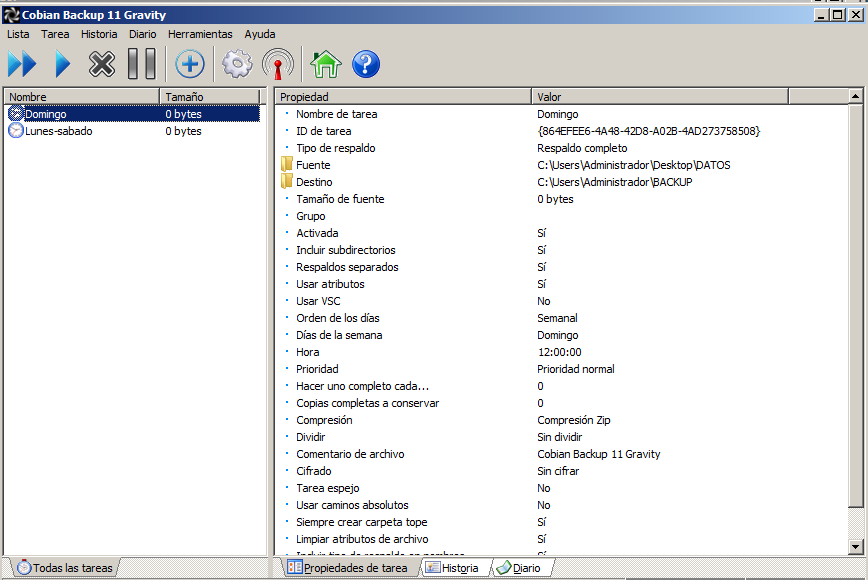 Cobian Backup 11 Gravity
Lista Tarea Historia Diario Herramientas Ayuda
Nombre Tamaño
Domingo 0 bytes
Lunes-sabado 0 bytes
Propiedad Valor
Nombre de tarea Domingo
ID de tarea {864EFEE6-4A48-42D8-A02B-4AD273758508}
Tipo de respaldo Respaldo completo
Fuente C:\Users\Administrador\Desktop\DATOS
Destino C:\Users\Administrador\BACKUP
Tamaño de fuente 0 bytes
Grupo
Activada Sí
Incluir subdirectorios Sí
Respaldos separados Sí
Usar atributos Sí
Usar VSC No
Orden de los días Semanal
Días de la semana Domingo
Hora 12:00:00
Prioridad Prioridad normal
Hacer uno completo cada... 0
Copias completas a conservar 0
Compresión Compresión Zip
Dividir Sin dividir
Comentario de archivo Cobian Backup 11 Gravity
Cifrado Sin cifrar
Tarea espejo No
Usar caminos absolutos No
Siempre crear carpeta tope Sí
Limpiar atributos de archivo Sí
Incluir tipo de respaldo en nombres Sí
Todas las tareas
Propiedades de tarea Historia Diario